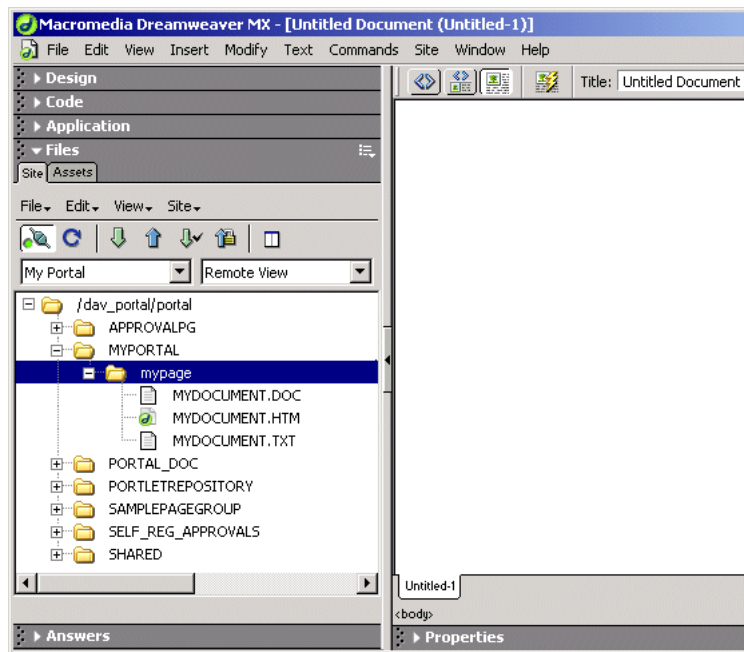 Macromedia Dreamweaver MX - [Untitled Document (Untitled-1)]
File Edit View Insert Modify Text Commands Site Window Help
Design
Code
Application
Files
Site Assets
File Edit View Site
My Portal Remote View
/dav_portal/portal
APPROVALPG
MYPORTAL
mypage
MYDOCUMENT.DOC
MYDOCUMENT.HTM
MYDOCUMENT.TXT
PORTAL_DOC
PORTLETREPOSITORY
SAMPLEPAGEGROUP
SELF_REG_APPROVALS
SHARED
Answers
Title: Untitled Document
Untitled-1
<body>
Properties